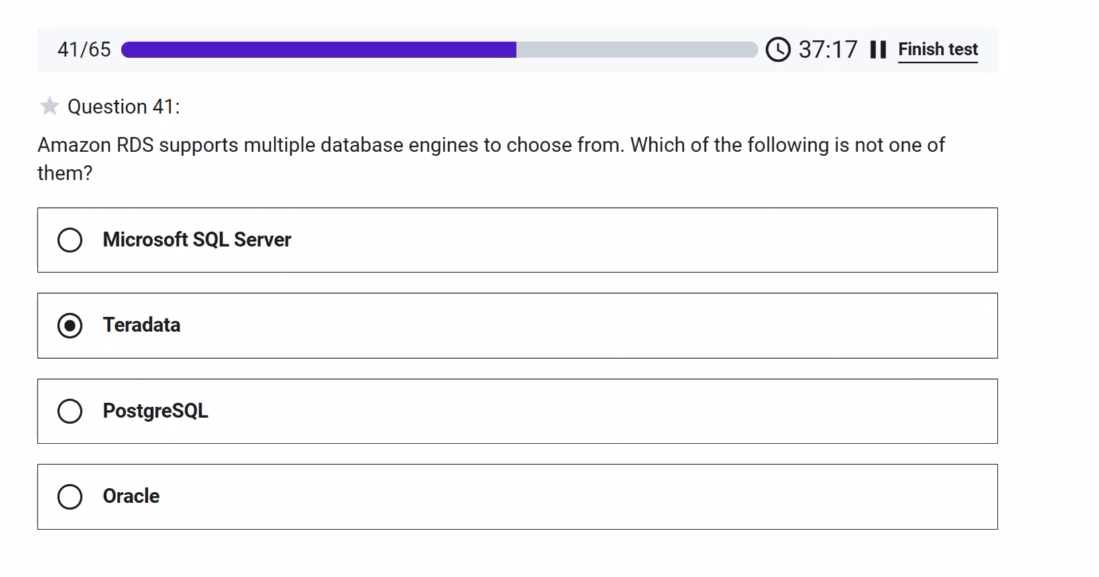 41/65
37:17
Finish test
Question 41:
Amazon RDS supports multiple database engines to choose from. Which of the following is not one of
them?
Microsoft SQL Server
Teradata
PostgreSQL
Oracle